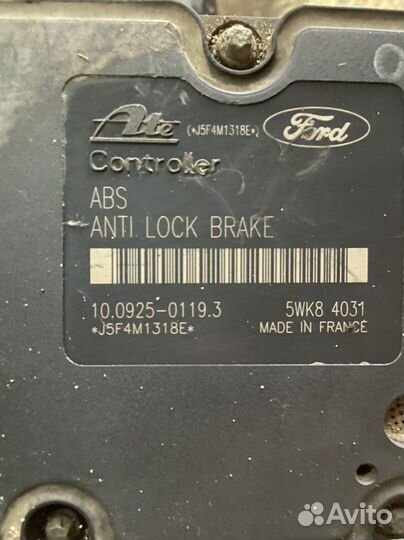 Ate (*J5F4M1318E*) Ford
Controller
ABS
ANTI LOCK BRAKE
10.0925-0119.3 5WK8 4031
*J5F4M1318E* MADE IN FRANCE
Avito